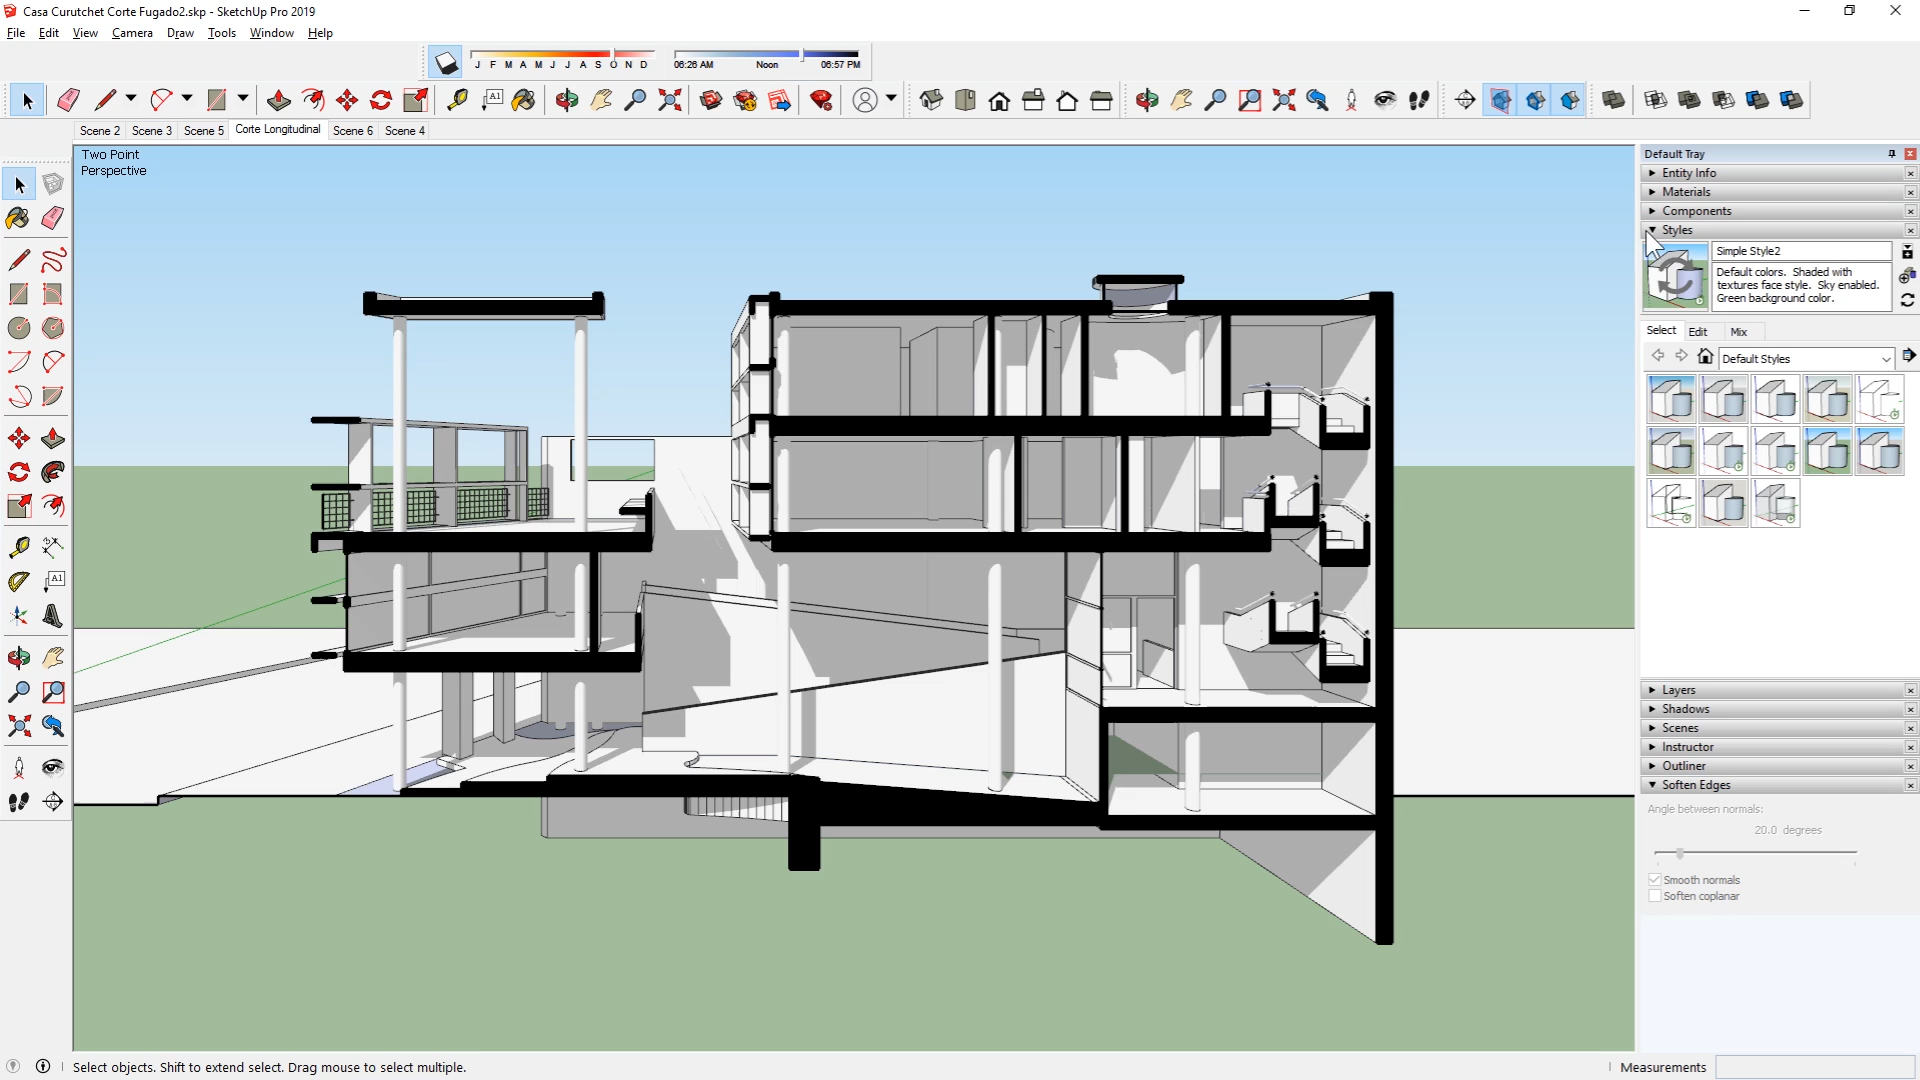 Casa Curutchet Corte Fugado2.skp - SketchUp Pro 2019
File Edit View Camera Draw Tools Window Help
J F M A M J J A S O N D
06:26 AM Noon 06:57 PM
A1
Scene 2 Scene 3 Scene 5 Corte Longitudinal Scene 6 Scene 4
Two Point
Perspective
A1
Default Tray
Entity Info
Materials
Components
Styles
Simple Style2
Default colors. Shaded with
textures face style. Sky enabled.
Green background color.
Select Edit Mix
Default Styles
Layers
Shadows
Scenes
Instructor
Outliner
Soften Edges
Angle between normals:
20.0 degrees
Smooth normals
Soften coplanar
Select objects. Shift to extend select. Drag mouse to select multiple.
Measurements